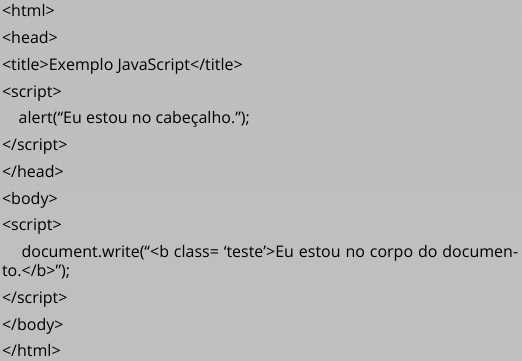 <html>
<head>
<title>Exemplo JavaScript</title>
<script>
alert(“Eu estou no cabeçalho.”);
</script>
</head>
<body>
<script>
document.write(“<b class= ‘teste’>Eu estou no corpo do documen-
to.</b>”);
</script>
</body>
</html>